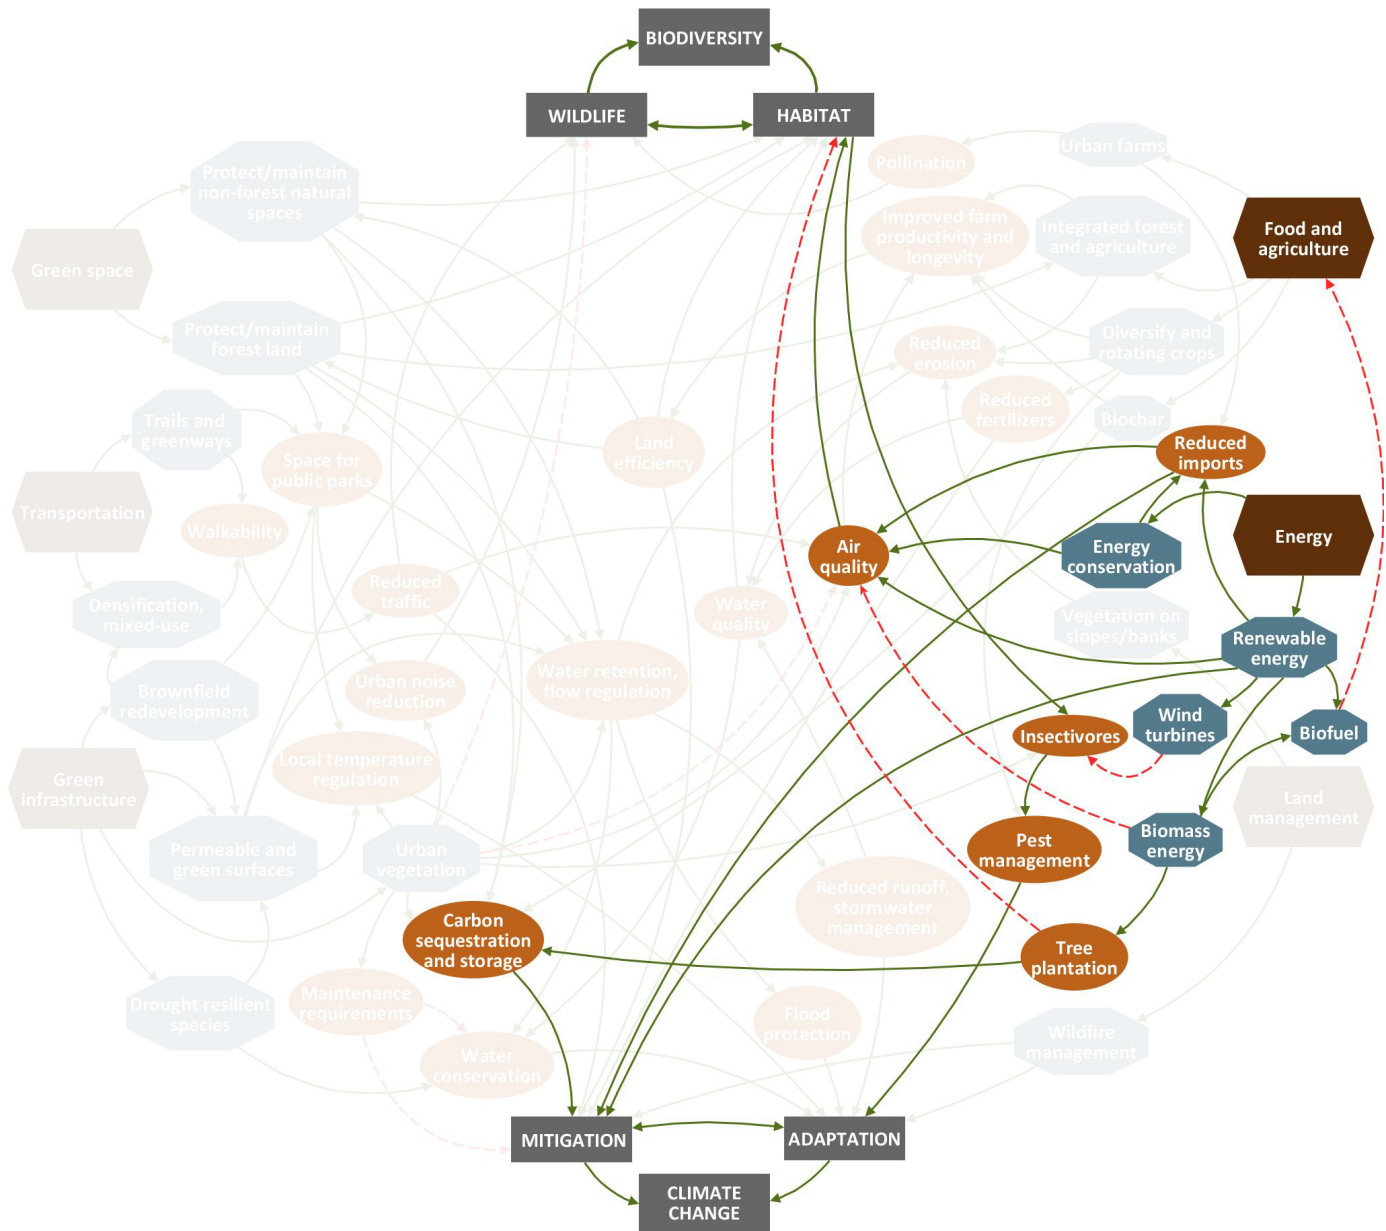 BIODIVERSITY
WILDLIFE
HABITAT
Protect/maintain
non-forest natural
spaces
Pollination
Urban farms
Green space
Improved farm
productivity and
longevity
Integrated forest
and agriculture
Food and
agriculture
Protect/maintain
forest land
Reduced
erosion
Diversify and
rotating crops
Trails and
greenways
Space for
public parks
Land
efficiency
Reduced
fertilizers
Biochar
Reduced
imports
Transportation
Walkability
Air
quality
Energy
conservation
Energy
Densification,
mixed-use
Reduced
traffic
Water
quality
Vegetation on
slopes/banks
Renewable
energy
Brownfield
redevelopment
Urban noise
reduction
Water retention,
flow regulation
Insectivores
Wind
turbines
Biofuel
Green
infrastructure
Local temperature
regulation
Land
management
Permeable and
green surfaces
Urban
vegetation
Pest
management
Biomass
energy
Reduced runoff,
stormwater
management
Carbon
sequestration
and storage
Tree
plantation
Drought resilient
species
Maintenance
requirements
Flood
protection
Wildfire
management
Water
conservation
MITIGATION
ADAPTATION
CLIMATE
CHANGE